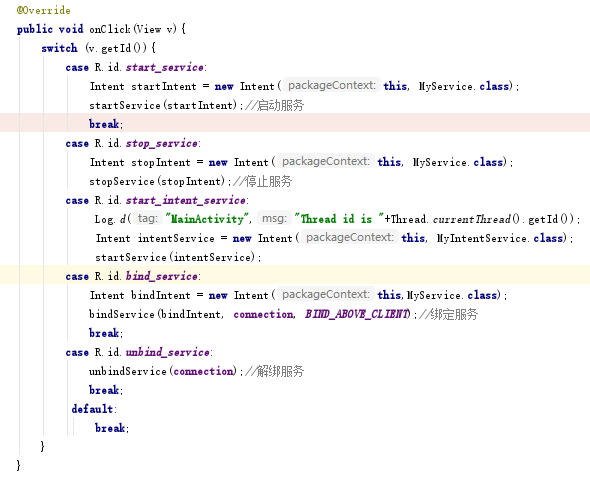 @Override
public void onClick(View v){
switch (v.getId()){
case R.id.start_service:
Intent startIntent = new Intent( packageContext: this, MyService.class);
startService(startIntent);//启动服务
break;
case R.id.stop_service:
Intent stopIntent = new Intent( packageContext: this, MyService.class);
stopService(stopIntent);//停止服务
case R.id.start_intent_service:
Log.d( tag: "MainActivity", msg: "Thread id is "+Thread.currentThread().getId());
Intent intentService = new Intent( packageContext: this, MyIntentService.class);
startService(intentService);
case R.id.bind_service:
Intent bindIntent = new Intent( packageContext: this,MyService.class);
bindService(bindIntent, connection, BIND_ABOVE_CLIENT);//绑定服务
break;
case R.id.unbind_service:
unbindService(connection);//解绑服务
break;
default:
break;
}
}